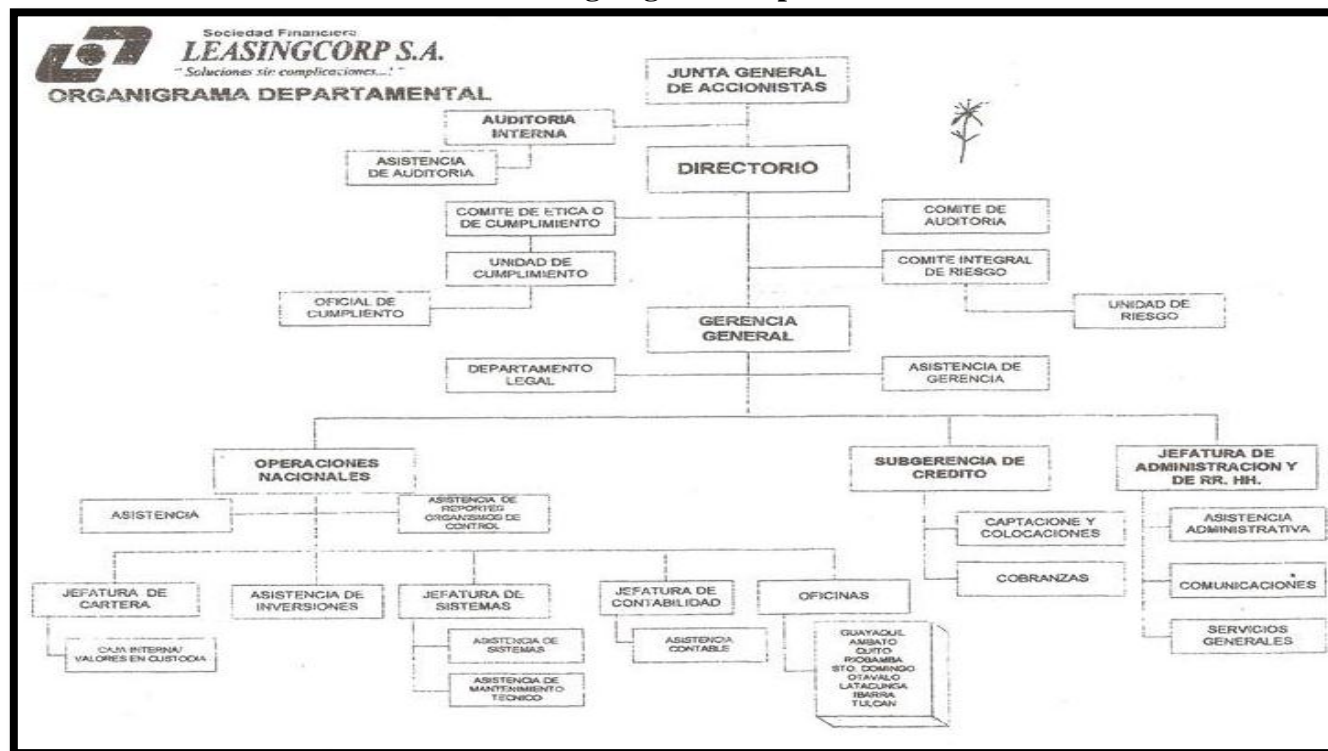 Sociedad Financiera
LEASINGCORP S.A.
"Soluciones sin complicaciones...!"
ORGANIGRAMA DEPARTAMENTAL
JUNTA GENERAL
DE ACCIONISTAS
AUDITORIA
INTERNA
ASISTENCIA
DE AUDITORIA
DIRECTORIO
COMITE DE ETICA O
DE CUMPLIMIENTO
COMITE DE
AUDITORIA
UNIDAD DE
CUMPLIMIENTO
COMITE INTEGRAL
DE RIESGO
OFICIAL DE
CUMPLIENTO
UNIDAD DE
RIESGO
GERENCIA
GENERAL
DEPARTAMENTO
LEGAL
ASISTENCIA DE
GERENCIA
OPERACIONES
NACIONALES
SUBGERENCIA DE
CREDITO
JEFATURA DE
ADMINISTRACION Y
DE RR. HH.
ASISTENCIA
ASISTENCIA DE
REPORTES
ORGANISMOS DE
CONTROL
CAPTACIONE Y
COLOCACIONES
ASISTENCIA
ADMINISTRATIVA
COBRANZAS
COMUNICACIONES
SERVICIOS
GENERALES
JEFATURA DE
CARTERA
ASISTENCIA DE
INVERSIONES
JEFATURA DE
SISTEMAS
JEFATURA DE
CONTABILIDAD
OFICINAS
CAJA INTERNA/
VALORES EN CUSTODIA
ASISTENCIA DE
SISTEMAS
ASISTENCIA
CONTABLE
ASISTENCIA DE
MANTENIMIENTO
TECNICO
GUAYAQUIL
AMBATO
QUITO
RIOBAMBA
STO. DOMINGO
OTAVALO
LATACUNGA
IBARRA
TULCAN